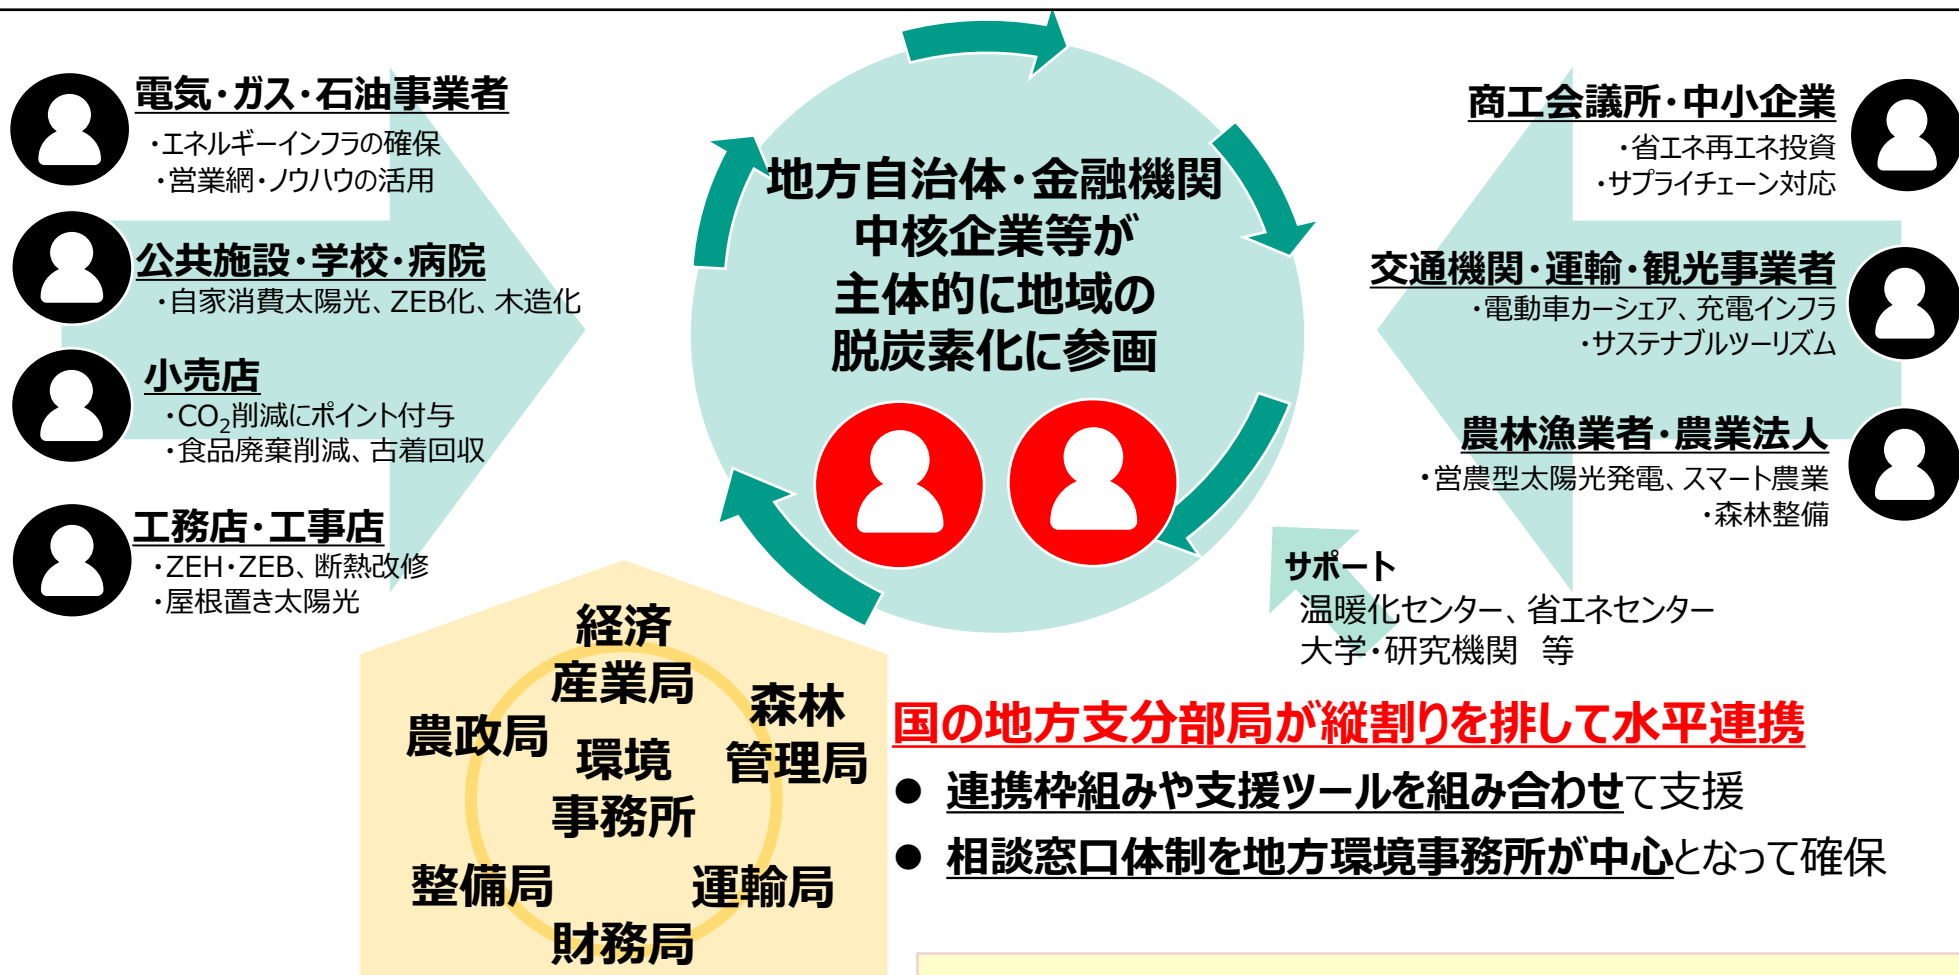 電気・ガス・石油事業者
・エネルギーインフラの確保
・営業網・ノウハウの活用
公共施設・学校・病院
・自家消費太陽光、ZEB化、木造化
小売店
・CO₂削減にポイント付与
・食品廃棄削減、古着回収
工務店・工事店
・ZEH・ZEB、断熱改修
・屋根置き太陽光
地方自治体・金融機関
中核企業等が
主体的に地域の
脱炭素化に参画
商工会議所・中小企業
・省エネ再エネ投資
・サプライチェーン対応
交通機関・運輸・観光事業者
・電動車カーシェア、充電インフラ
・サステナブルツーリズム
農林漁業者・農業法人
・営農型太陽光発電、スマート農業
・森林整備
サポート
温暖化センター、省エネセンター
大学・研究機関　等
経済
産業局
農政局
森林
管理局
環境
事務所
整備局
運輸局
財務局
国の地方支分部局が縦割りを排して水平連携
● 連携枠組みや支援ツールを組み合わせて支援
● 相談窓口体制を地方環境事務所が中心となって確保